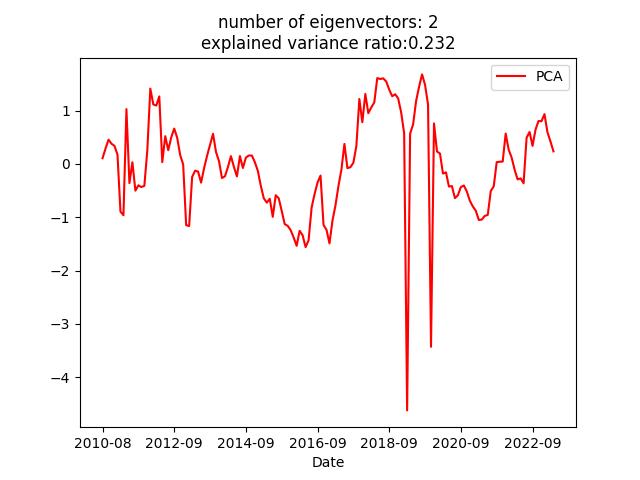 number of eigenvectors: 2
explained variance ratio:0.232
PCA
1
0
−1
−2
−3
−4
2010-08 2012-09 2014-09 2016-09 2018-09 2020-09 2022-09
Date